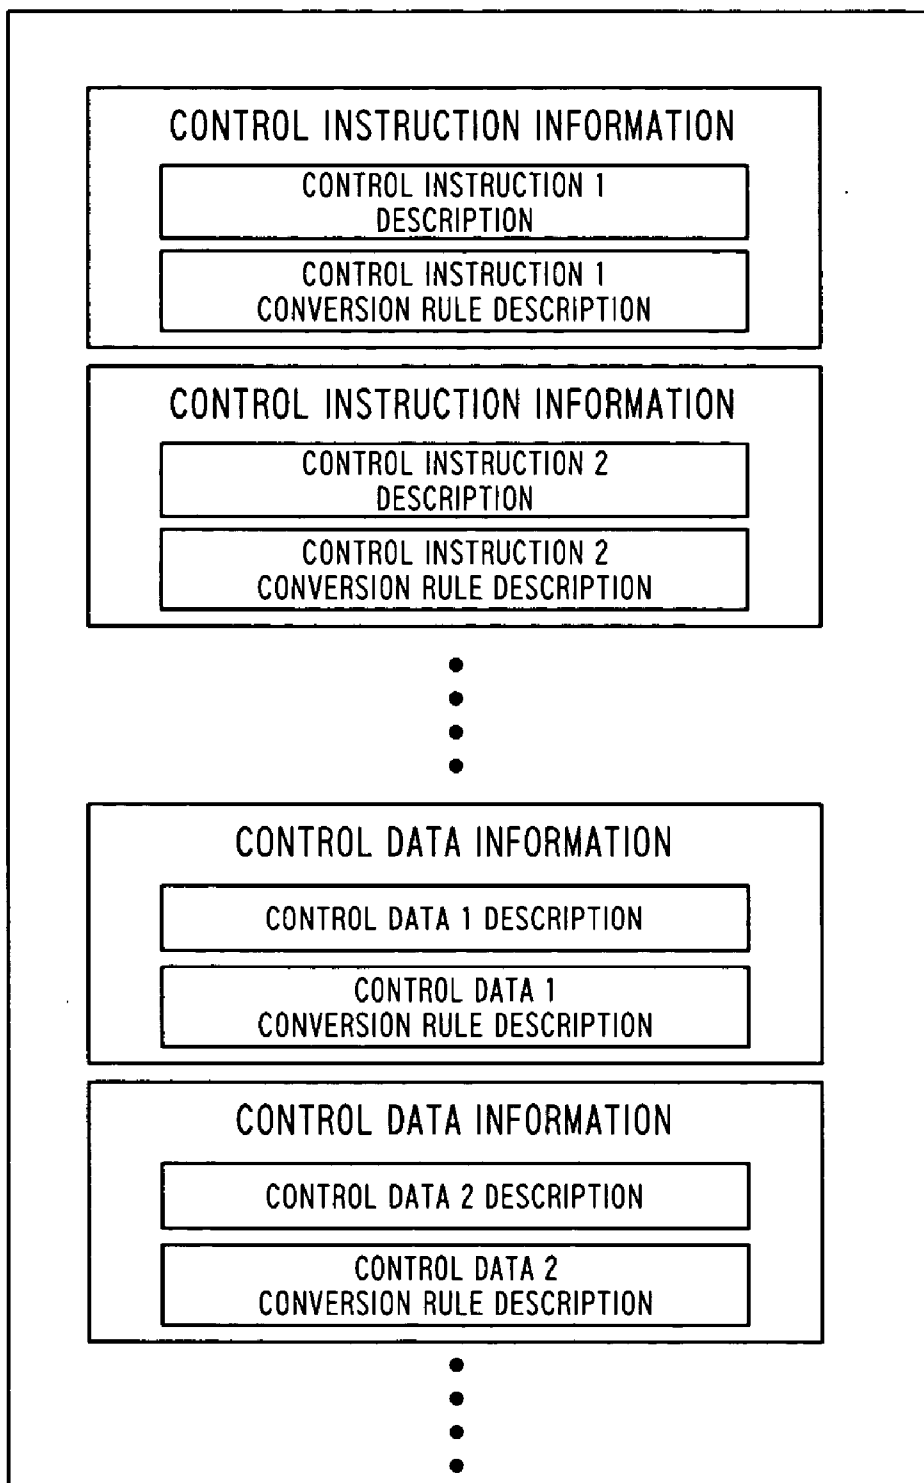 CONTROL INSTRUCTION INFORMATION
CONTROL INSTRUCTION 1
DESCRIPTION
CONTROL INSTRUCTION 1
CONVERSION RULE DESCRIPTION
CONTROL INSTRUCTION INFORMATION
CONTROL INSTRUCTION 2
DESCRIPTION
CONTROL INSTRUCTION 2
CONVERSION RULE DESCRIPTION
CONTROL DATA INFORMATION
CONTROL DATA 1 DESCRIPTION
CONTROL DATA 1
CONVERSION RULE DESCRIPTION
CONTROL DATA INFORMATION
CONTROL DATA 2 DESCRIPTION
CONTROL DATA 2
CONVERSION RULE DESCRIPTION